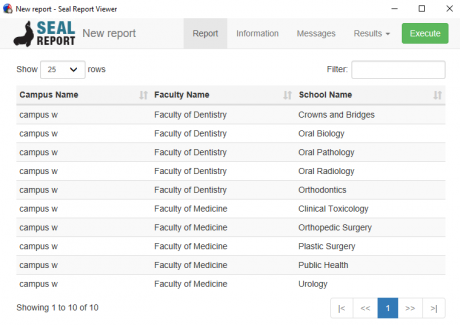 New report - Seal Report Viewer
SEAL REPORT New report Report Information Messages Results Execute
Show 25 rows Filter:
Campus Name Faculty Name School Name
campus w Faculty of Dentistry Crowns and Bridges
campus w Faculty of Dentistry Oral Biology
campus w Faculty of Dentistry Oral Pathology
campus w Faculty of Dentistry Oral Radiology
campus w Faculty of Dentistry Orthodontics
campus w Faculty of Medicine Clinical Toxicology
campus w Faculty of Medicine Orthopedic Surgery
campus w Faculty of Medicine Plastic Surgery
campus w Faculty of Medicine Public Health
campus w Faculty of Medicine Urology
Showing 1 to 10 of 10 |< << 1 >> >|